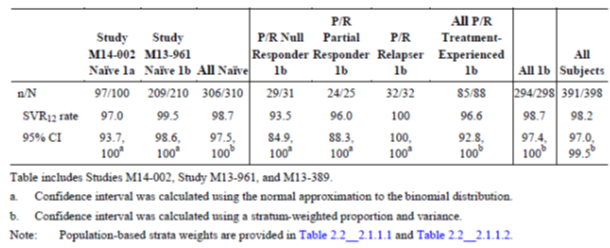 Study M14-002 Naïve 1a | Study M13-961 Naïve 1b | All Naïve | P/R Null Responder 1b | P/R Partial Responder 1b | P/R Relapser 1b | All P/R Treatment-Experienced 1b | All 1b | All Subjects
n/N 97/100 209/210 306/310 29/31 24/25 32/32 85/88 294/298 391/398
SVR12 rate 97.0 99.5 98.7 93.5 96.0 100 96.6 98.7 98.2
95% CI 93.7, 100a 98.6, 100a 97.5, 100b 84.9, 100a 88.3, 100a 100, 100a 92.8, 100b 97.4, 100b 97.0, 99.5b
Table includes Studies M14-002, Study M13-961, and M13-389.
a. Confidence interval was calculated using the normal approximation to the binomial distribution.
b. Confidence interval was calculated using a stratum-weighted proportion and variance.
Note: Population-based strata weights are provided in Table 2.2__2.1.1.1 and Table 2.2__2.1.1.2.